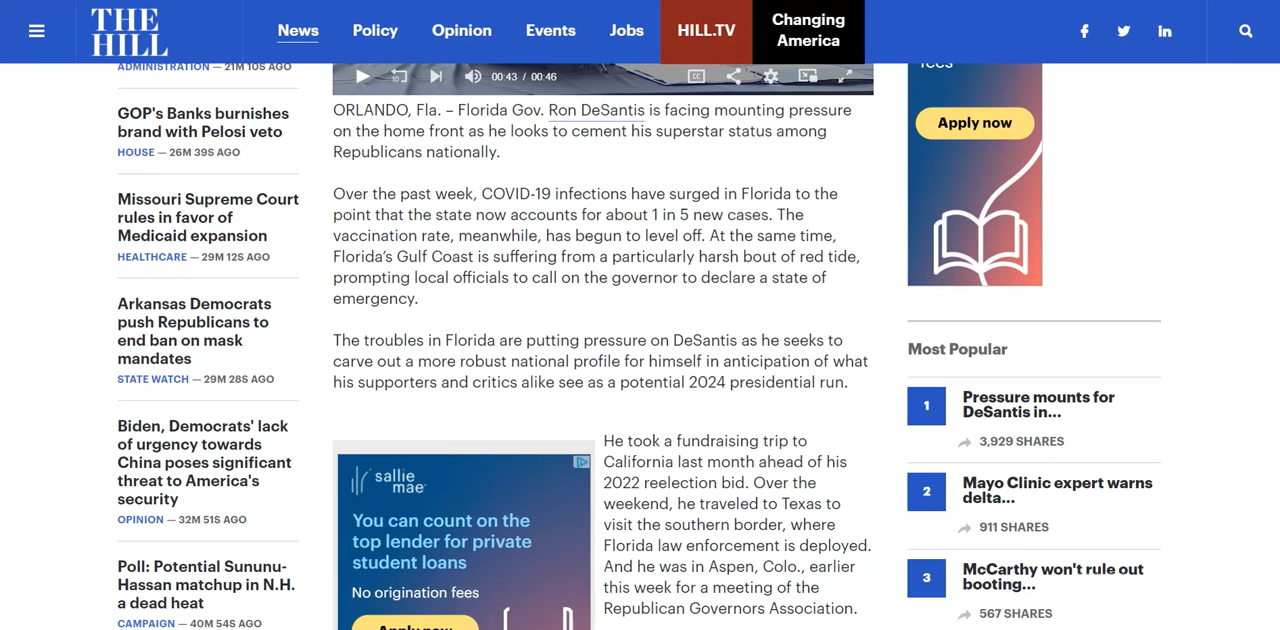 THE
HILL
News
Policy
Opinion
Events
Jobs
HILL.TV
Changing
America
f
in
ADMINISTRATION — 21M 10S AGO
GOP's Banks burnishes
brand with Pelosi veto
HOUSE — 26M 39S AGO
Missouri Supreme Court
rules in favor of
Medicaid expansion
HEALTHCARE — 29M 12S AGO
Arkansas Democrats
push Republicans to
end ban on mask
mandates
STATE WATCH — 29M 28S AGO
Biden, Democrats' lack
of urgency towards
China poses significant
threat to America's
security
OPINION — 32M 51S AGO
Poll: Potential Sununu-
Hassan matchup in N.H.
a dead heat
CAMPAIGN — 40M 54S AGO
10
00:43 / 00:46
CC
ORLANDO, Fla. – Florida Gov. Ron DeSantis is facing mounting pressure
on the home front as he looks to cement his superstar status among
Republicans nationally.
Over the past week, COVID-19 infections have surged in Florida to the
point that the state now accounts for about 1 in 5 new cases. The
vaccination rate, meanwhile, has begun to level off. At the same time,
Florida's Gulf Coast is suffering from a particularly harsh bout of red tide,
prompting local officials to call on the governor to declare a state of
emergency.
The troubles in Florida are putting pressure on DeSantis as he seeks to
carve out a more robust national profile for himself in anticipation of what
his supporters and critics alike see as a potential 2024 presidential run.
sallie
mae
You can count on the
top lender for private
student loans
No origination fees
Apply now
He took a fundraising trip to
California last month ahead of his
2022 reelection bid. Over the
weekend, he traveled to Texas to
visit the southern border, where
Florida law enforcement is deployed.
And he was in Aspen, Colo., earlier
this week for a meeting of the
Republican Governors Association.
fees
Apply now
Most Popular
1
Pressure mounts for
DeSantis in...
3,929 SHARES
2
Mayo Clinic expert warns
delta...
911 SHARES
3
McCarthy won't rule out
booting...
567 SHARES